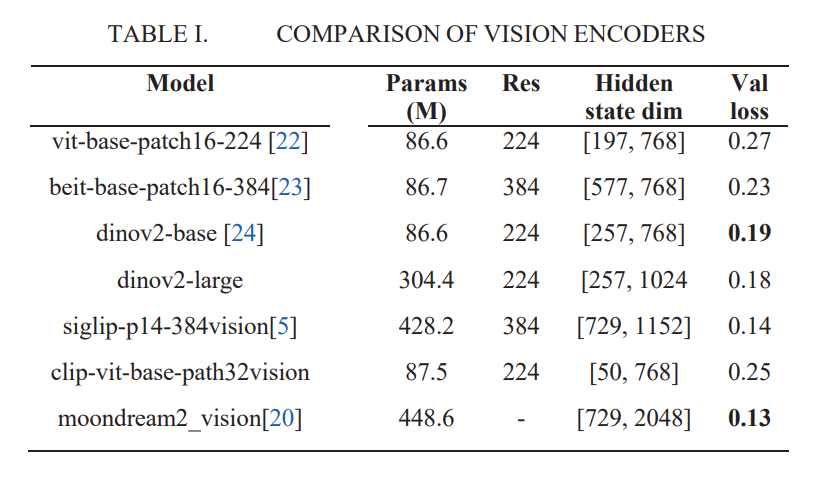 TABLE I. COMPARISON OF VISION ENCODERS
Model Params (M) Res Hidden state dim Val loss
vit-base-patch16-224 [22] 86.6 224 [197, 768] 0.27
beit-base-patch16-384[23] 86.7 384 [577, 768] 0.23
dinov2-base [24] 86.6 224 [257, 768] 0.19
dinov2-large 304.4 224 [257, 1024 0.18
siglip-p14-384vision[5] 428.2 384 [729, 1152] 0.14
clip-vit-base-path32vision 87.5 224 [50, 768] 0.25
moondream2_vision[20] 448.6 - [729, 2048] 0.13